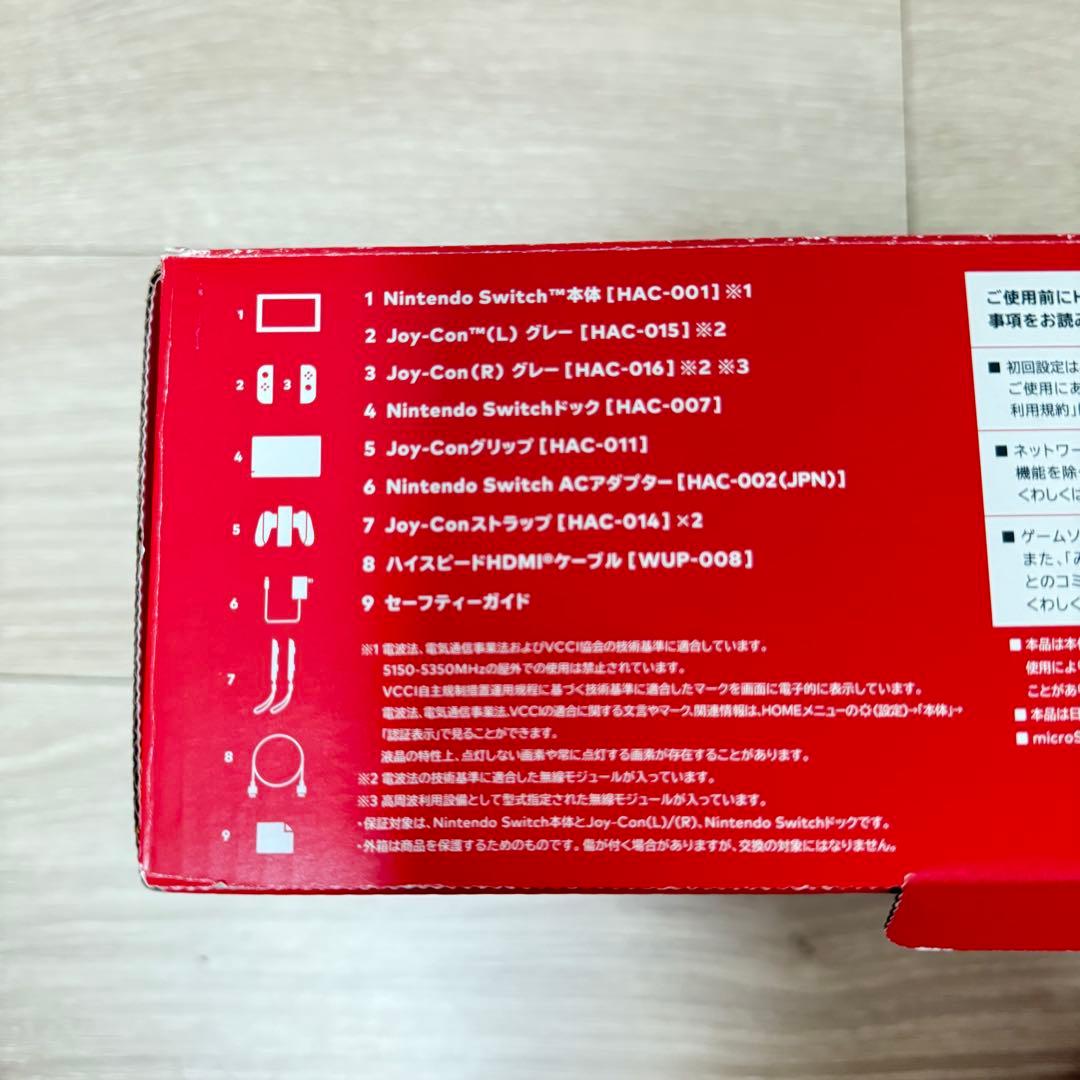 1 Nintendo Switch™本体 [HAC-001] ※1
2 Joy-Con™(L) グレー [HAC-015] ※2
3 Joy-Con(R) グレー [HAC-016] ※2 ※3
4 Nintendo Switchドック [HAC-007]
5 Joy-Conグリップ [HAC-011]
6 Nintendo Switch ACアダプター [HAC-002(JPN)]
7 Joy-Conストラップ [HAC-014] ×2
8 ハイスピードHDMI®ケーブル [WUP-008]
9 セーフティーガイド
1
2 3
4
5
6
7
8
9
※1 電波法、電気通信事業法およびVCCI協会の技術基準に適合しています。
5150-5350MHzの屋外での使用は禁止されています。
VCCI自主規制措置運用規程に基づく技術基準に適合したマークを画面に電子的に表示しています。
電波法、電気通信事業法、VCCIの適合に関する文言やマーク、関連情報は、HOMEメニューの(設定)→「本体」→
「認証表示」で見ることができます。
液晶の特性上、点灯しない画素や常に点灯する画素が存在することがあります。
※2 電波法の技術基準に適合した無線モジュールが入っています。
※3 高周波利用設備として型式指定された無線モジュールが入っています。
・保証対象は、Nintendo Switch本体とJoy-Con(L)/(R)、Nintendo Switchドックです。
・外箱は商品を保護するためのものです。傷が付く場合がありますが、交換の対象にはなりません。
ご使用前に
事項をお読み
■ 初回設定は
ご使用にあ
利用規約」
■ ネットワー
機能を除
くわしくは
■ ゲームソ
また、「み
とのコミ
くわしく
■ 本品は本
使用によ
ことがあ
■ 本品は日
■ microS